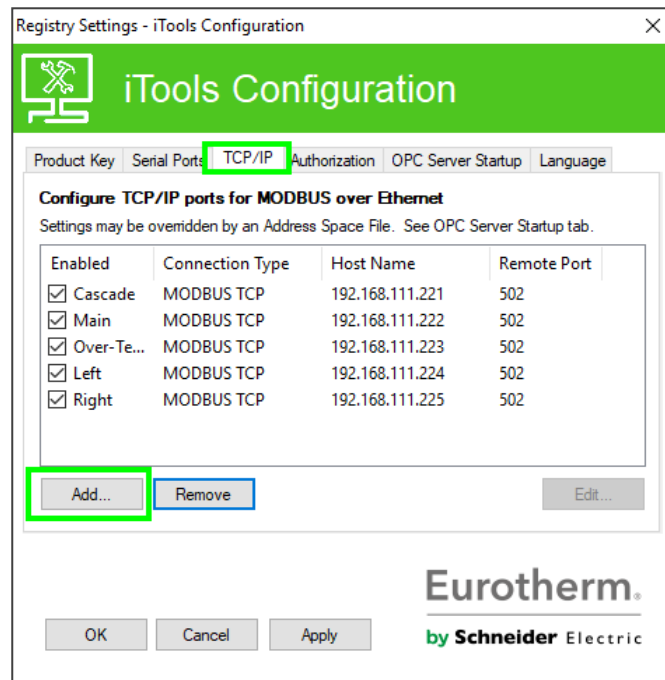 Registry Settings - iTools Configuration
iTools Configuration
Product Key Serial Ports TCP/IP Authorization OPC Server Startup Language
Configure TCP/IP ports for MODBUS over Ethernet
Settings may be overridden by an Address Space File. See OPC Server Startup tab.
Enabled Connection Type Host Name Remote Port
Cascade MODBUS TCP 192.168.111.221 502
Main MODBUS TCP 192.168.111.222 502
Over-Te... MODBUS TCP 192.168.111.223 502
Left MODBUS TCP 192.168.111.224 502
Right MODBUS TCP 192.168.111.225 502
Add... Remove Edit...
Eurotherm®
OK Cancel Apply by Schneider Electric